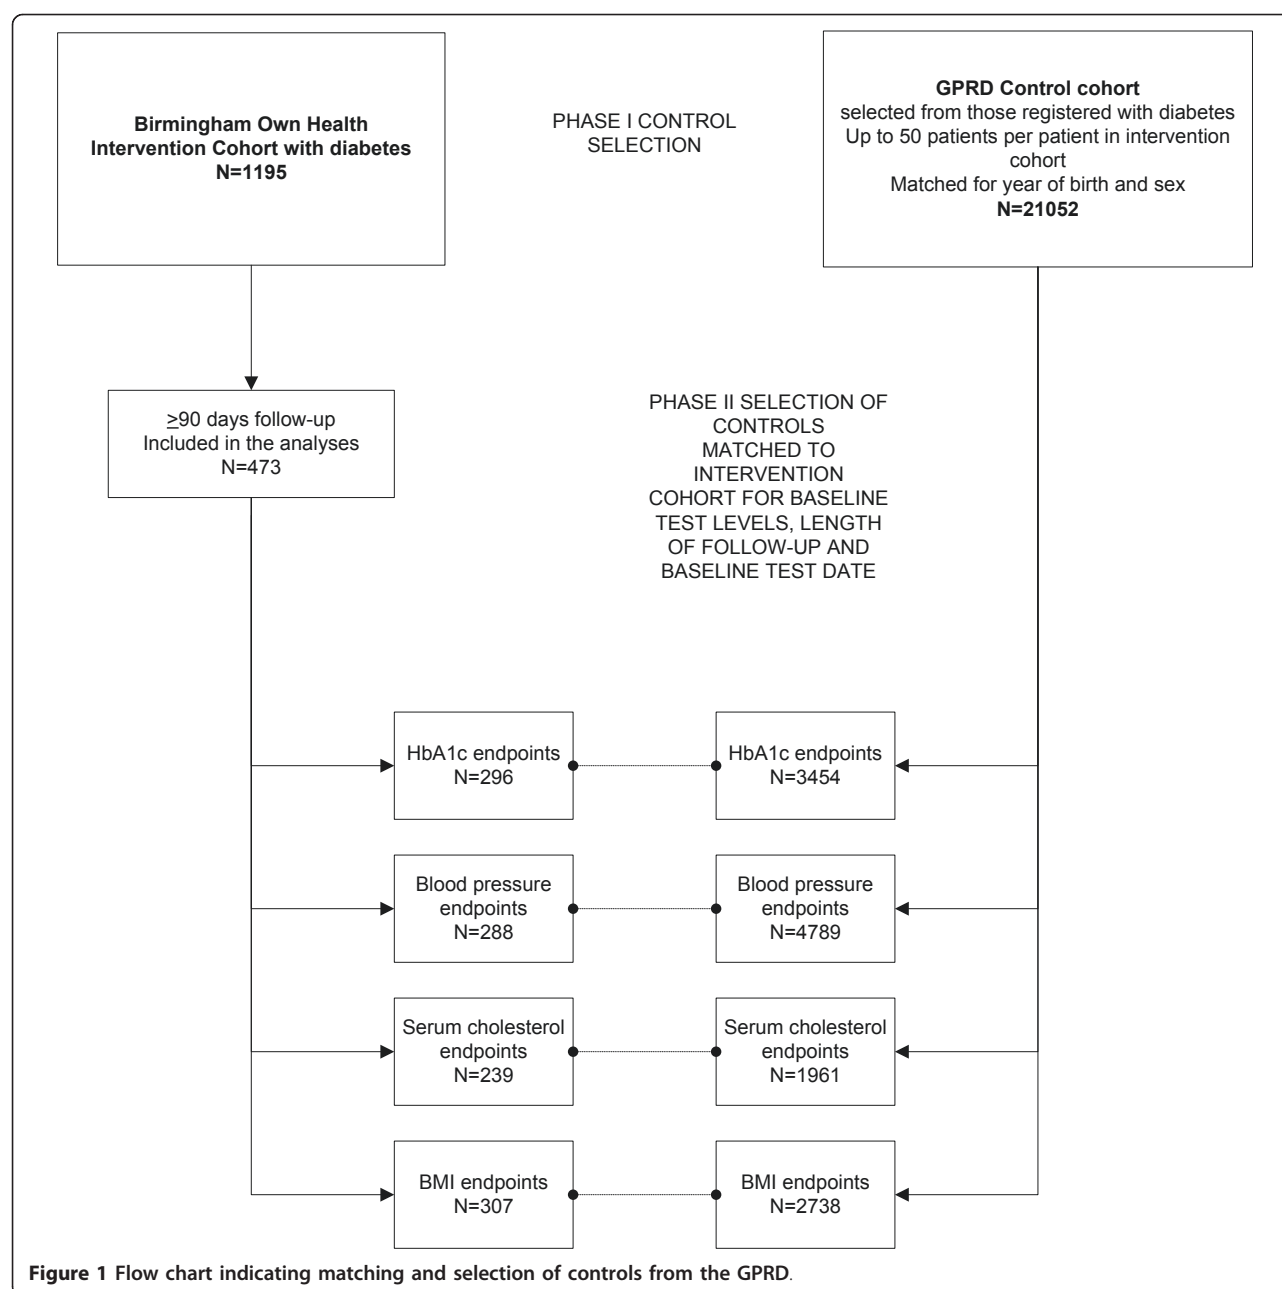 Birmingham Own Health
Intervention Cohort with diabetes
N=1195
PHASE I CONTROL
SELECTION
GPRD Control cohort
selected from those registered with diabetes
Up to 50 patients per patient in intervention
cohort
Matched for year of birth and sex
N=21052
≥90 days follow-up
Included in the analyses
N=473
PHASE II SELECTION OF
CONTROLS
MATCHED TO
INTERVENTION
COHORT FOR BASELINE
TEST LEVELS, LENGTH
OF FOLLOW-UP AND
BASELINE TEST DATE
HbA1c endpoints
N=296
HbA1c endpoints
N=3454
Blood pressure
endpoints
N=288
Blood pressure
endpoints
N=4789
Serum cholesterol
endpoints
N=239
Serum cholesterol
endpoints
N=1961
BMI endpoints
N=307
BMI endpoints
N=2738
Figure 1 Flow chart indicating matching and selection of controls from the GPRD.